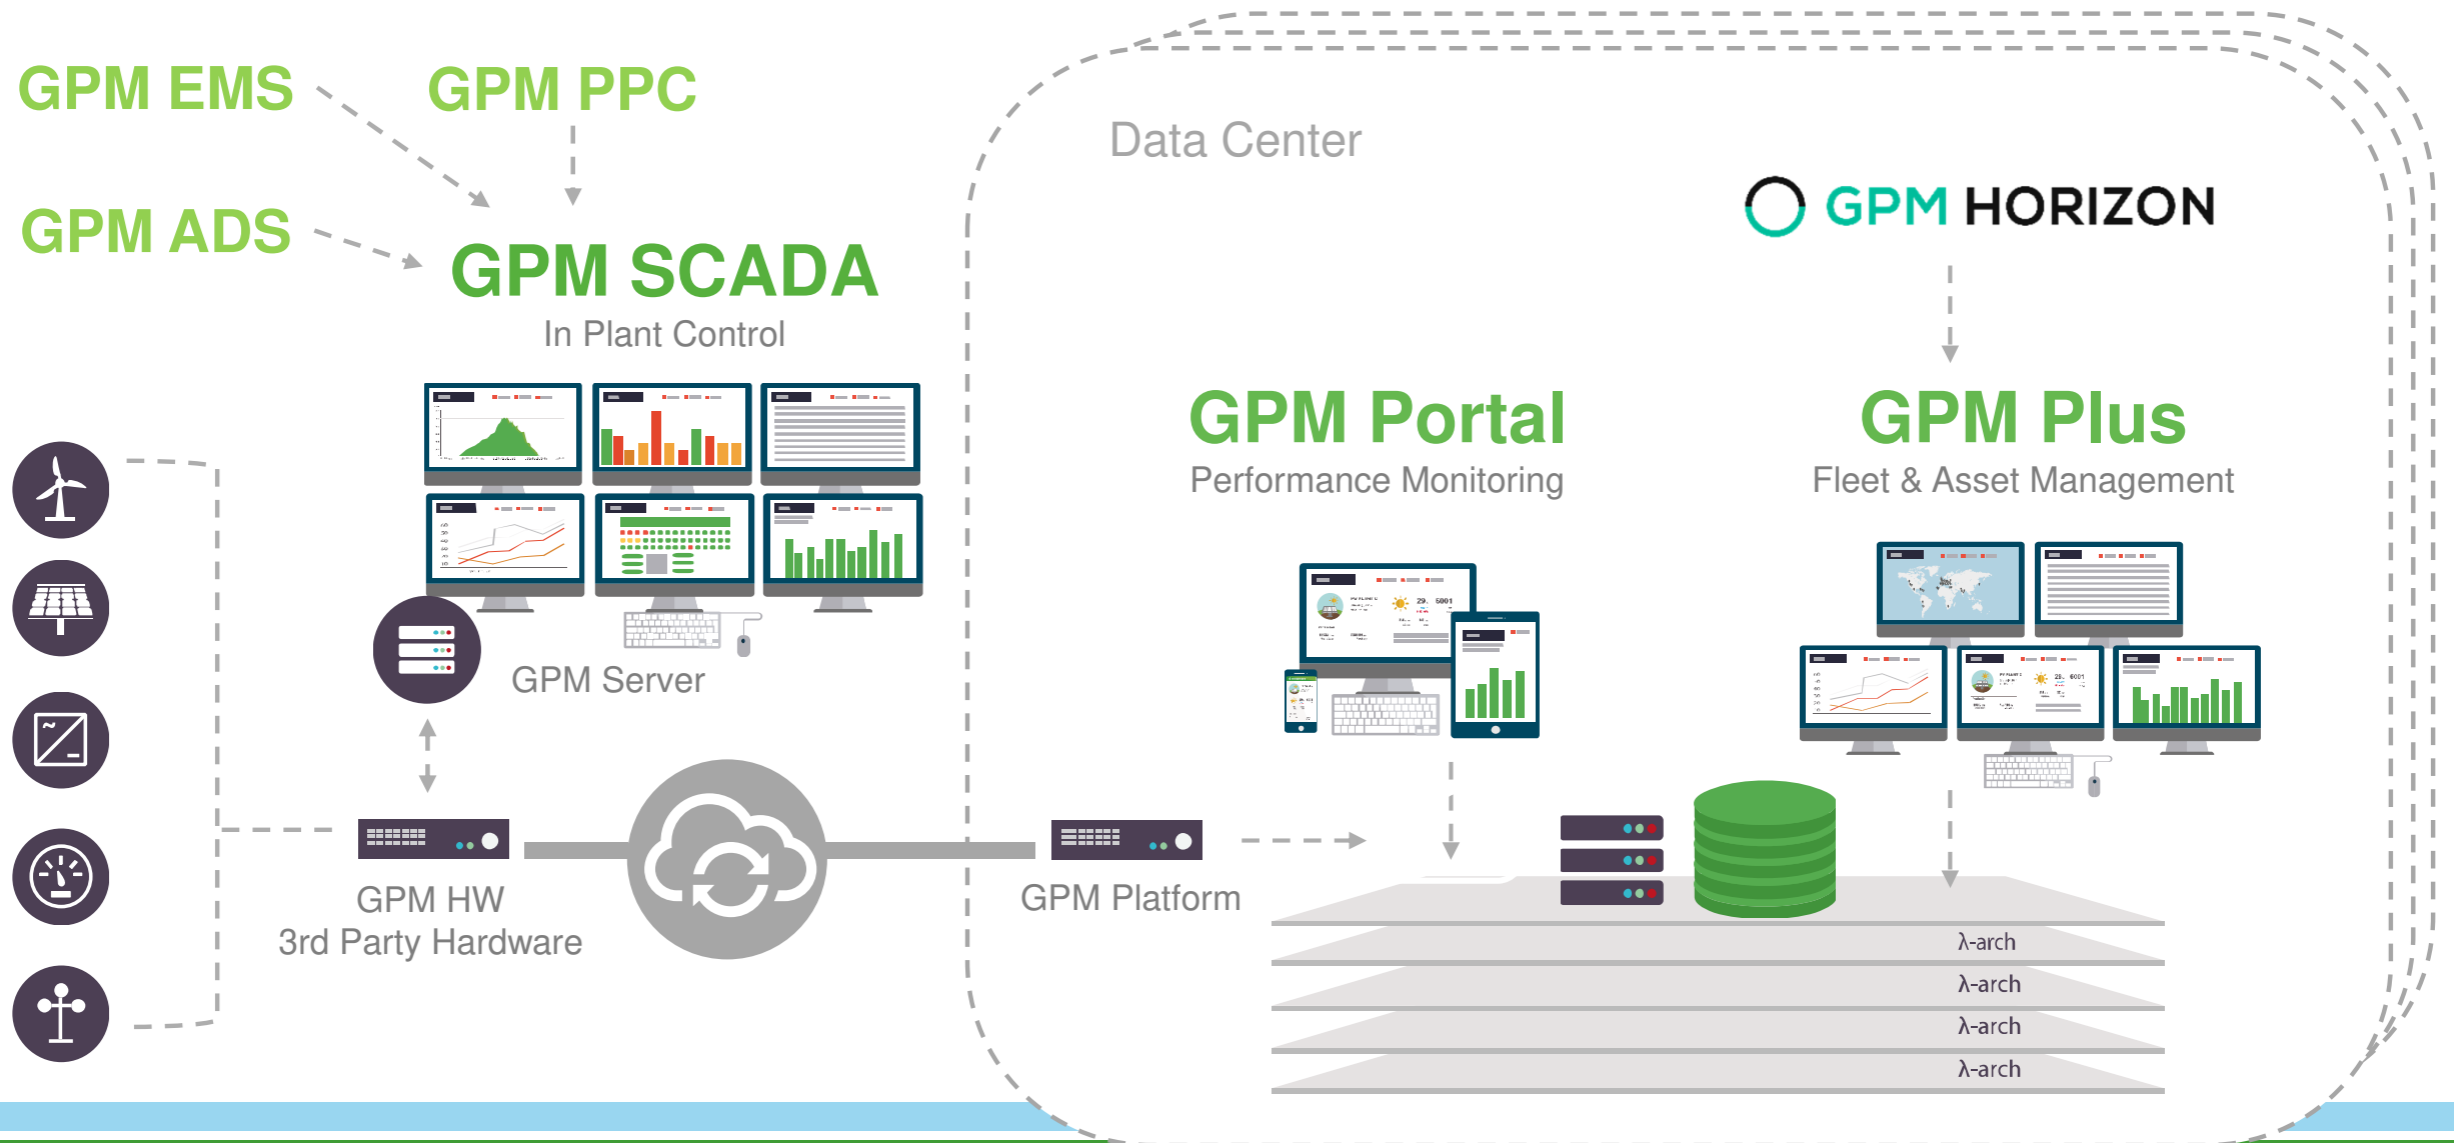 GPM EMS
GPM PPC
GPM ADS
GPM SCADA
In Plant Control
GPM Server
GPM HW
3rd Party Hardware
Data Center
GPM HORIZON
GPM Portal
Performance Monitoring
GPM Plus
Fleet & Asset Management
GPM Platform
λ-arch
λ-arch
λ-arch
λ-arch